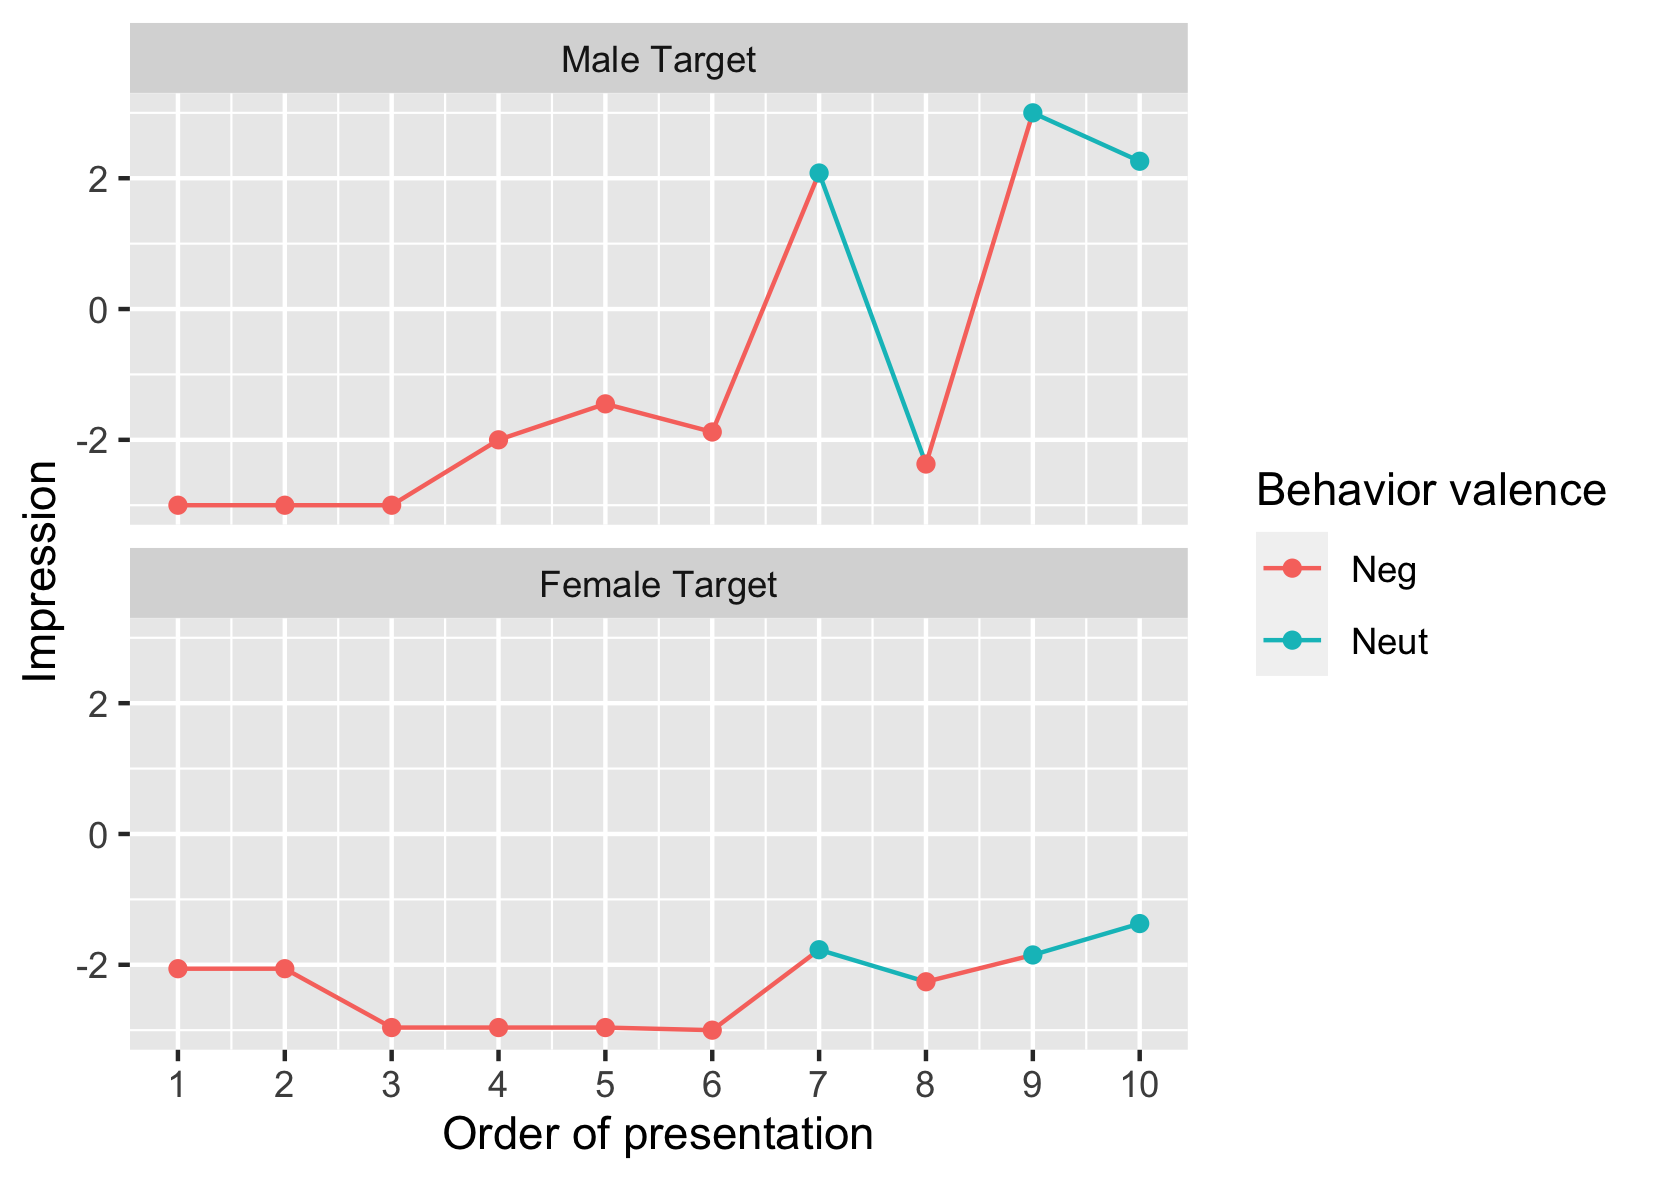 Male Target
2
0
-2
Female Target
2
0
-2
1 2 3 4 5 6 7 8 9 10
Order of presentation
Impression
Behavior valence
Neg
Neut